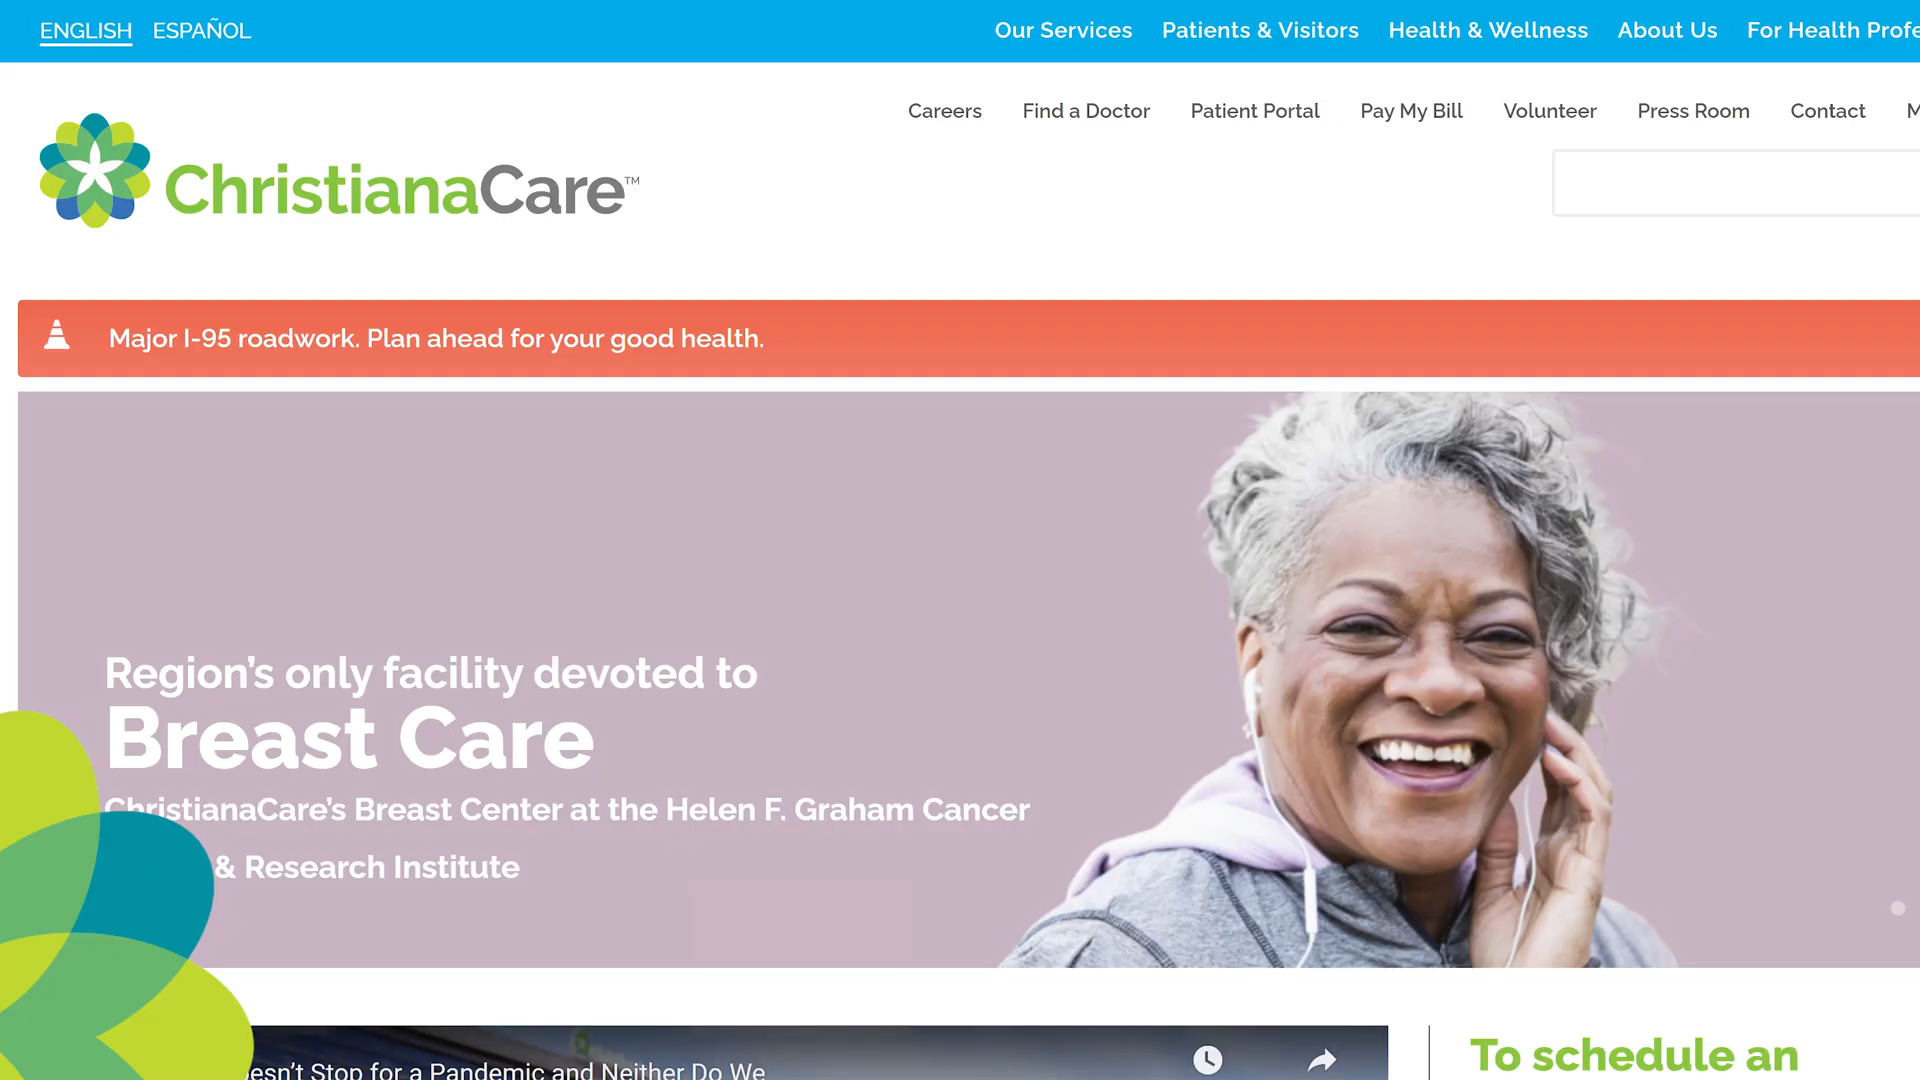 ENGLISH ESPAÑOL Our Services Patients & Visitors Health & Wellness About Us For Health
Careers Find a Doctor Patient Portal Pay My Bill Volunteer Press Room Contact
ChristianaCare™
Major I-95 roadwork. Plan ahead for your good health.
Region's only facility devoted to
Breast Care
ChristianaCare's Breast Center at the Helen F. Graham Cancer
& Research Institute
Stop for a Pandemic and Neither Do We
To schedule an